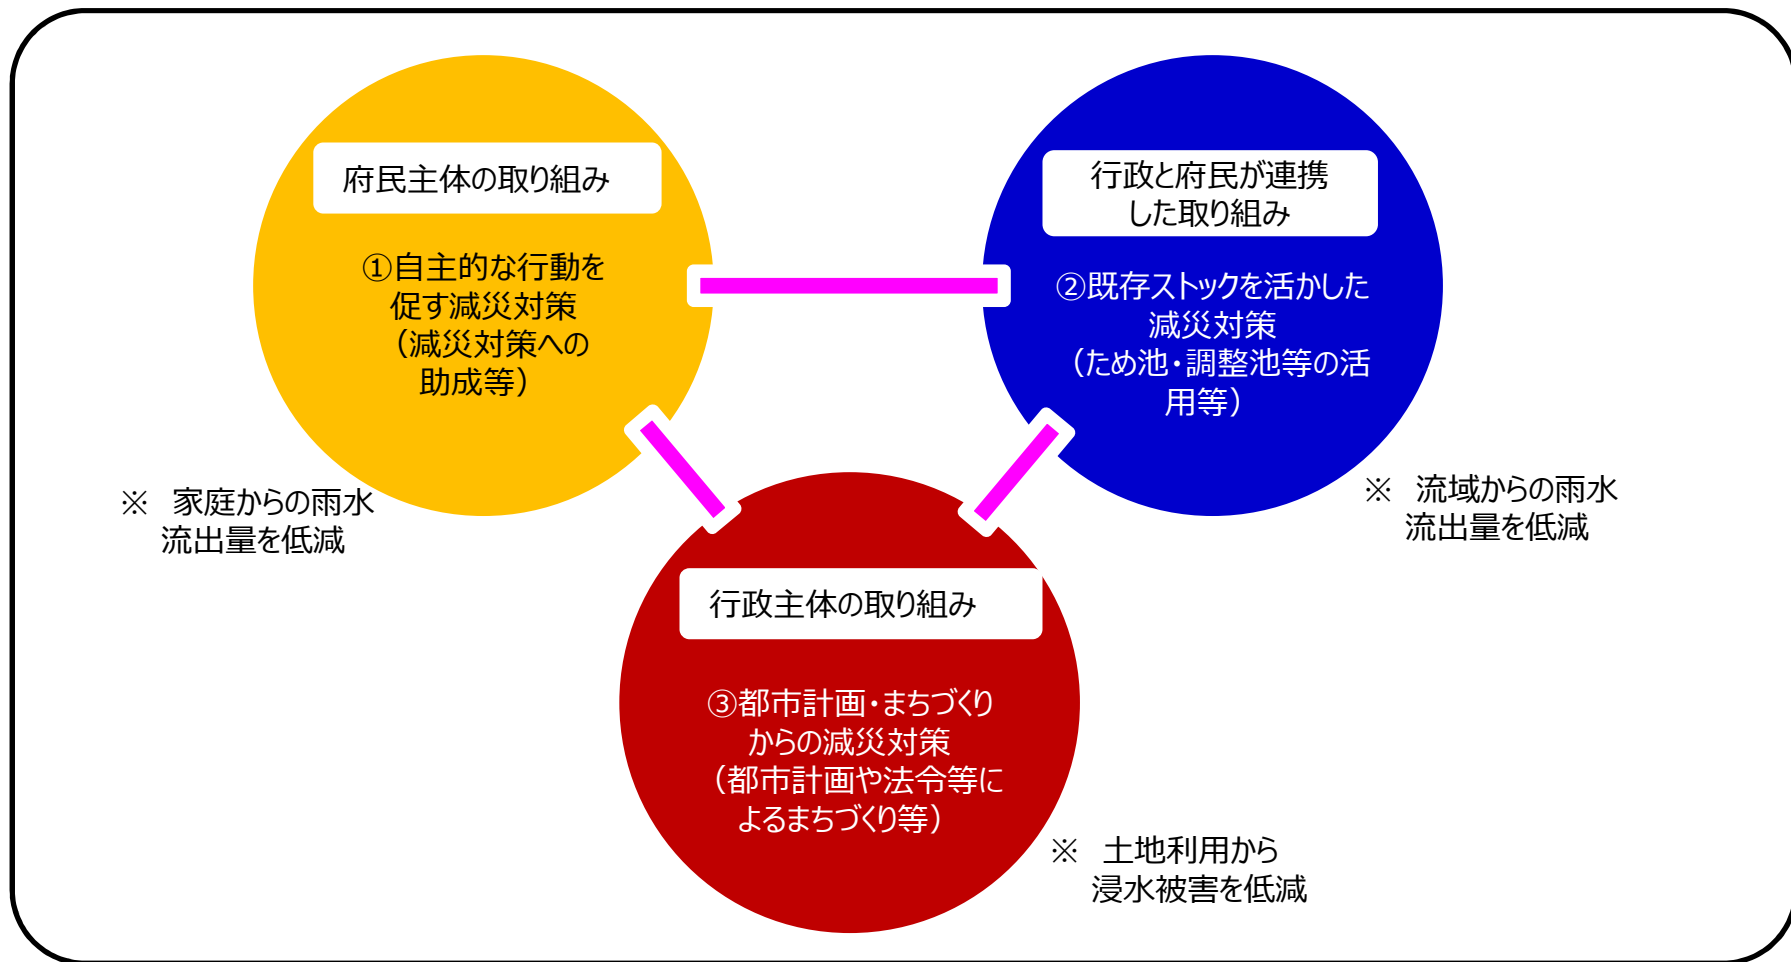 府民主体の取り組み
①自主的な行動を
促す減災対策
（減災対策への
助成等）
※　家庭からの雨水
流出量を低減
行政と府民が連携
した取り組み
②既存ストックを活かした
減災対策
（ため池・調整池等の活
用等）
※　流域からの雨水
流出量を低減
行政主体の取り組み
③都市計画・まちづくり
からの減災対策
（都市計画や法令等に
よるまちづくり等）
※　土地利用から
浸水被害を低減